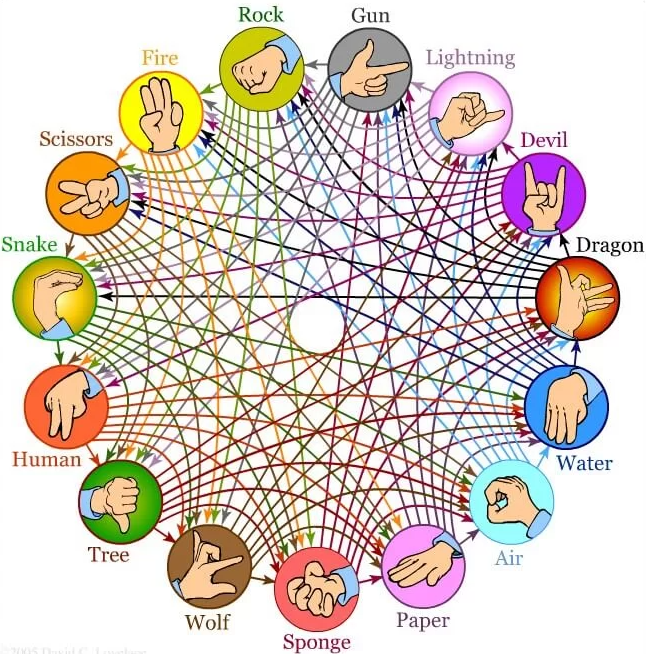 Rock
Gun
Fire
Lightning
Scissors
Devil
Snake
Dragon
Human
Water
Tree
Air
Wolf
Paper
Sponge
©2005 David C. Lovelace